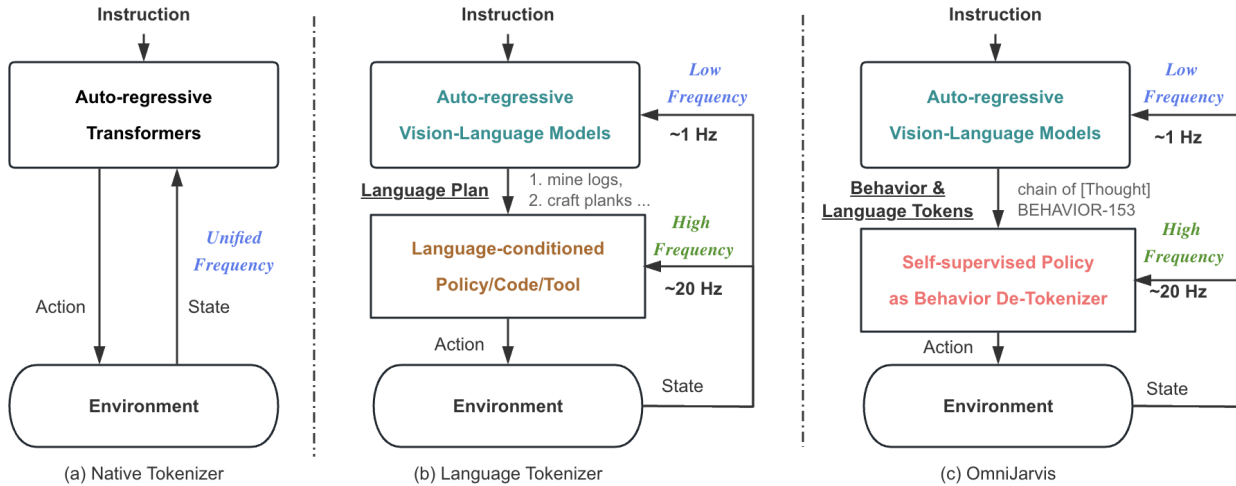 Instruction
Auto-regressive
Transformers
Unified
Frequency
Action
State
Environment
(a) Native Tokenizer
Instruction
Auto-regressive
Vision-Language Models
Low
Frequency
~1 Hz
Language Plan
1. mine logs,
2. craft planks ...
Language-conditioned
Policy/Code/Tool
High
Frequency
~20 Hz
Action
Environment
State
(b) Language Tokenizer
Instruction
Auto-regressive
Vision-Language Models
Low
Frequency
~1 Hz
Behavior &
Language Tokens
chain of [Thought]
BEHAVIOR-153
Self-supervised Policy
as Behavior De-Tokenizer
High
Frequency
~20 Hz
Action
Environment
State
(c) OmniJarvis